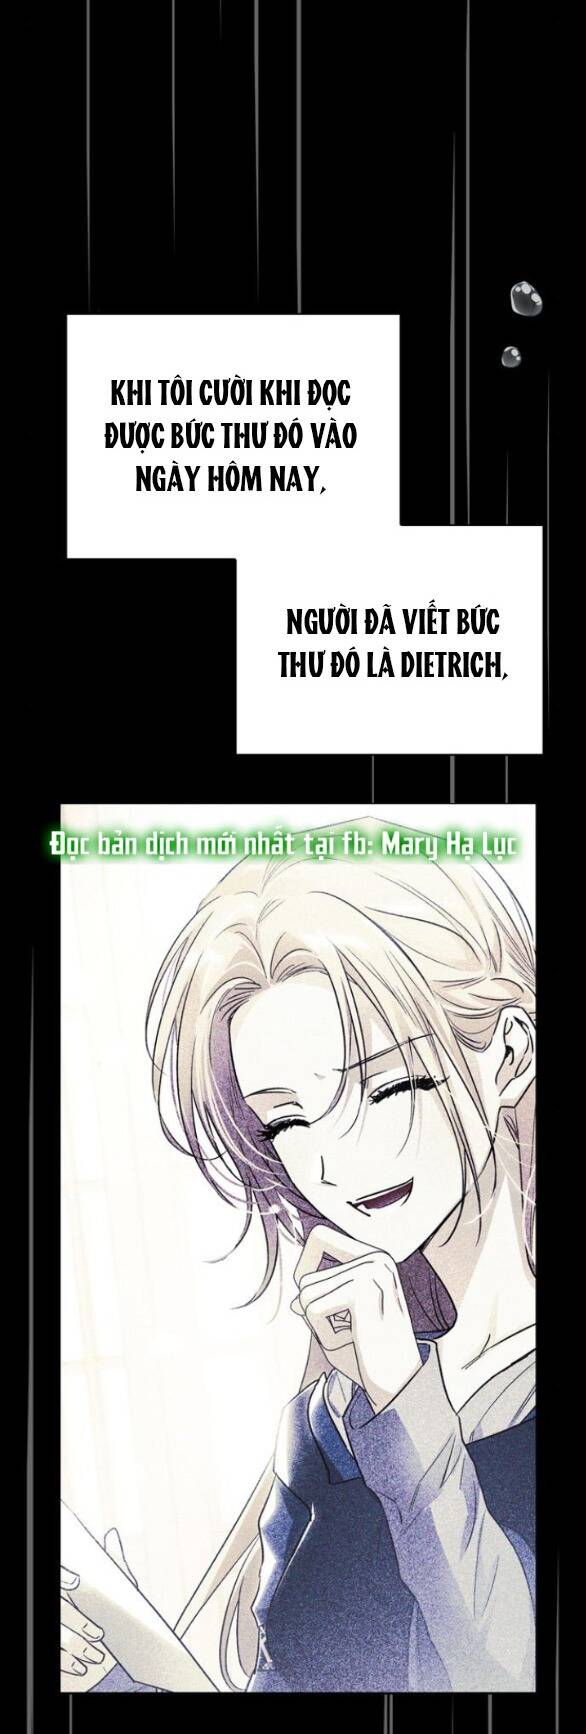 KHI TÔI CƯỜI KHI ĐỌC
ĐƯỢC BỨC THƯ ĐÓ VÀO
NGÀY HÔM NAY,
NGƯỜI ĐÃ VIẾT BỨC
THƯ ĐÓ LÀ DIETRICH,
Đọc bản dịch mới nhất tại fb: Mary Hạ Lục